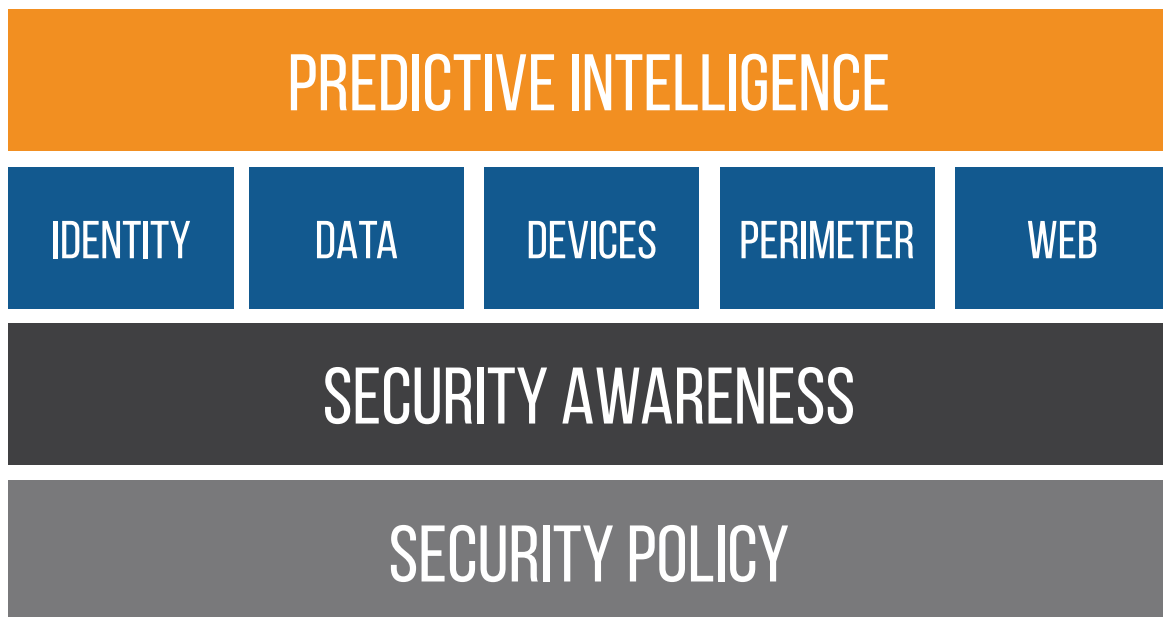 PREDICTIVE INTELLIGENCE
IDENTITY
DATA
DEVICES
PERIMETER
WEB
SECURITY AWARENESS
SECURITY POLICY